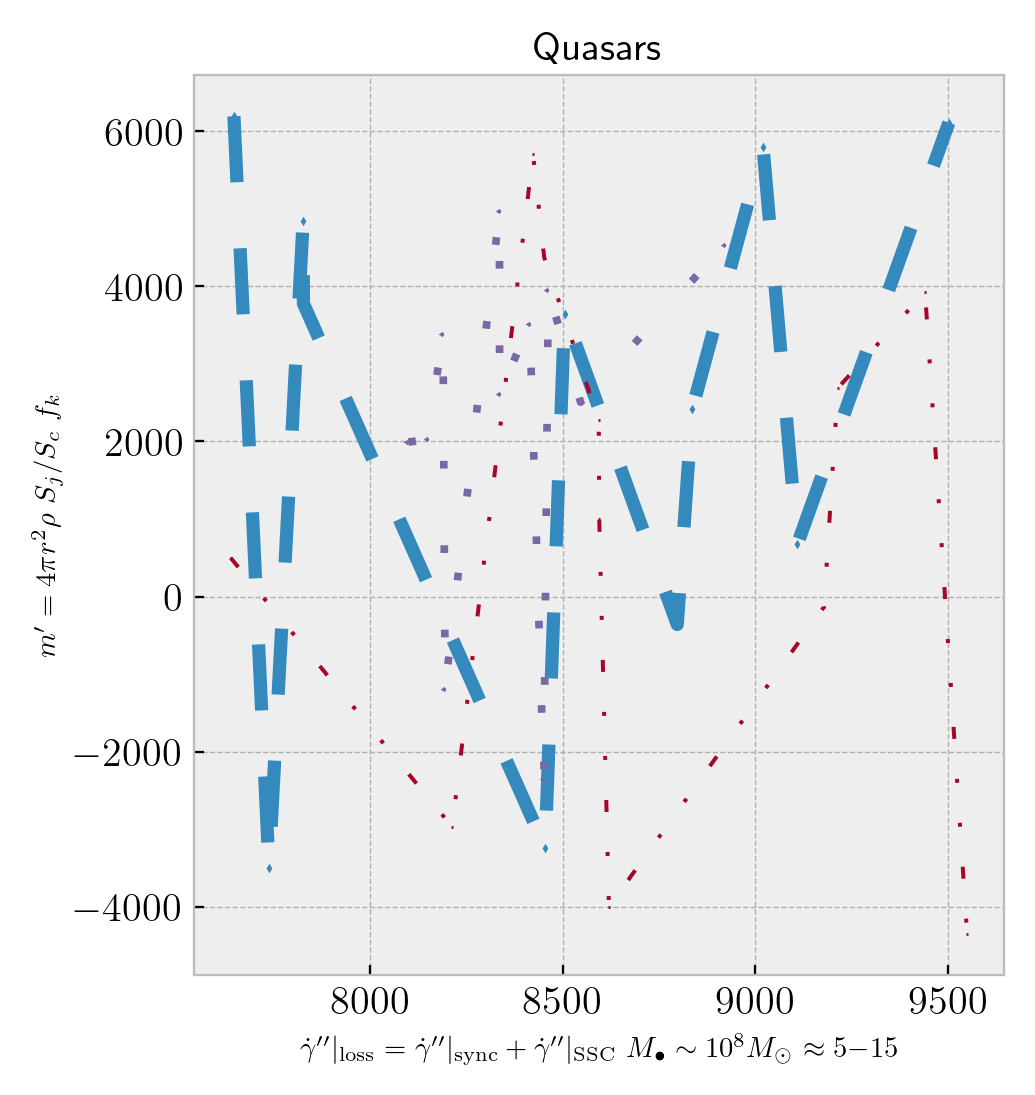 Quasars
6000
4000
2000
0
−2000
−4000
m′ = 4πr²ρ S_j/S_c f_k
8000 8500 9000 9500
γ̇″|_loss = γ̇″|_sync + γ̇″|_SSC M_• ∼ 10⁸M_⊙ ≈ 5−15